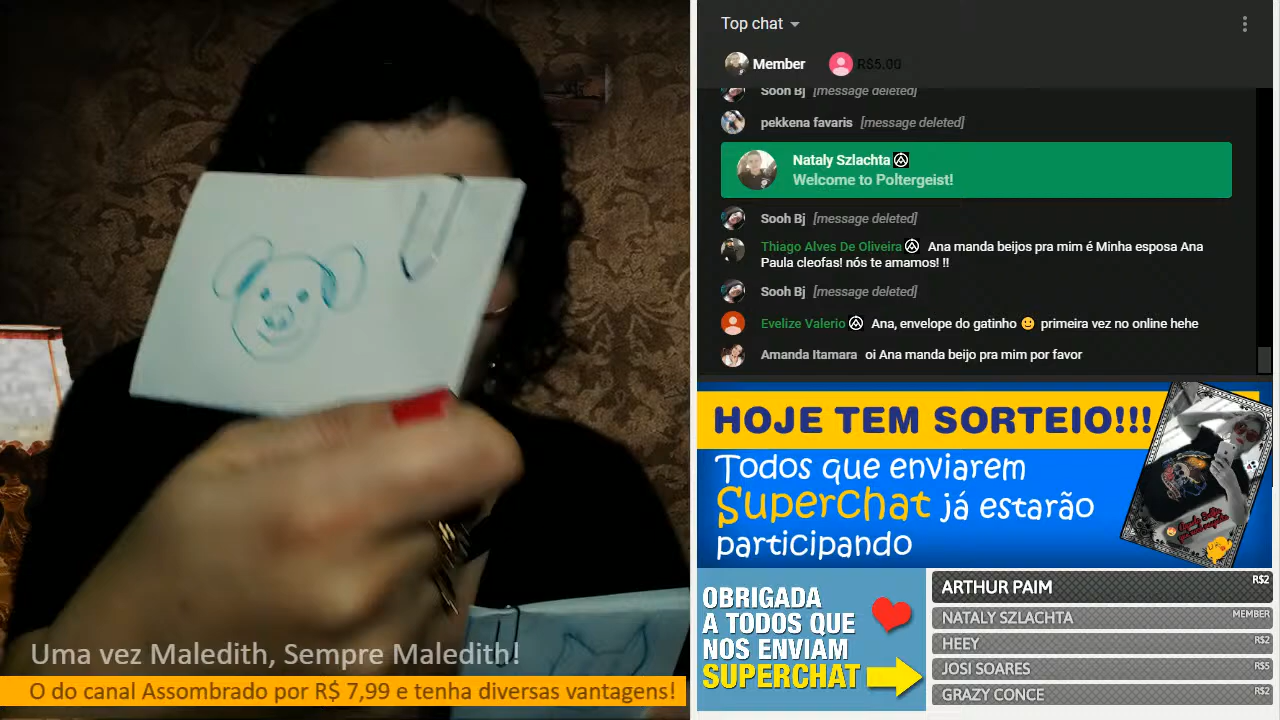 Top chat
Member
R$5.00
Sooh Bj [message deleted]
pekkena favaris [message deleted]
Nataly Szlachta
Welcome to Poltergeist!
Sooh Bj [message deleted]
Thiago Alves De Oliveira Ana manda beijos pra mim é Minha esposa Ana
Paula cleofas! nós te amamos! !!
Sooh Bj [message deleted]
Evelize Valerio Ana, envelope do gatinho 🙂 primeira vez no online hehe
Amanda Itamara oi Ana manda beijo pra mim por favor
HOJE TEM SORTEIO!!!
Todos que enviarem
Superchat já estarão
participando
OBRIGADA
A TODOS QUE
NOS ENVIAM
SUPERCHAT
ARTHUR PAIM R$2
NATALY SZLACHTA MEMBER
HEEY R$2
JOSI SOARES R$5
GRAZY CONCE R$2
Uma vez Maledith, Sempre Maledith!
O do canal Assombrado por R$ 7,99 e tenha diversas vantagens!